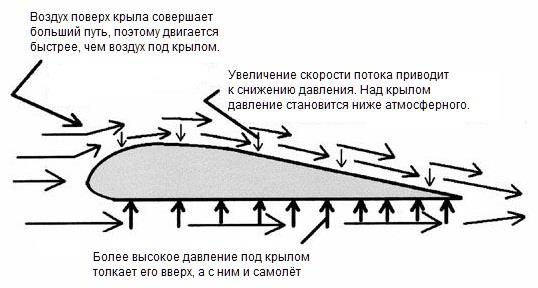 Воздух поверх крыла совершает
больший путь, поэтому двигается
быстрее, чем воздух под крылом.
Увеличение скорости потока приводит
к снижению давления. Над крылом
давление становится ниже атмосферного.
Более высокое давление под крылом
толкает его вверх, а с ним и самолёт